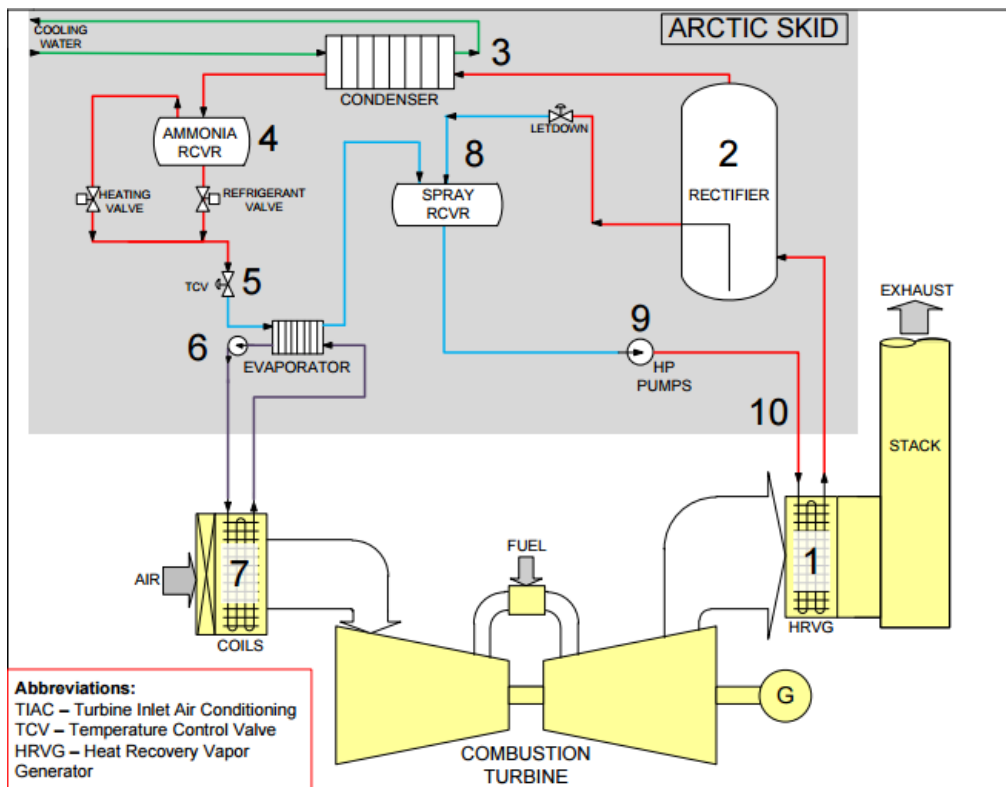 ARCTIC SKID
COOLING
WATER
3
CONDENSER
AMMONIA
RCVR
4
HEATING
VALVE
REFRIGERANT
VALVE
LETDOWN
8
SPRAY
RCVR
2
RECTIFIER
TCV
5
6
EVAPORATOR
9
HP
PUMPS
10
EXHAUST
STACK
AIR
7
COILS
FUEL
1
HRVG
G
COMBUSTION
TURBINE
Abbreviations:
TIAC – Turbine Inlet Air Conditioning
TCV – Temperature Control Valve
HRVG – Heat Recovery Vapor
Generator